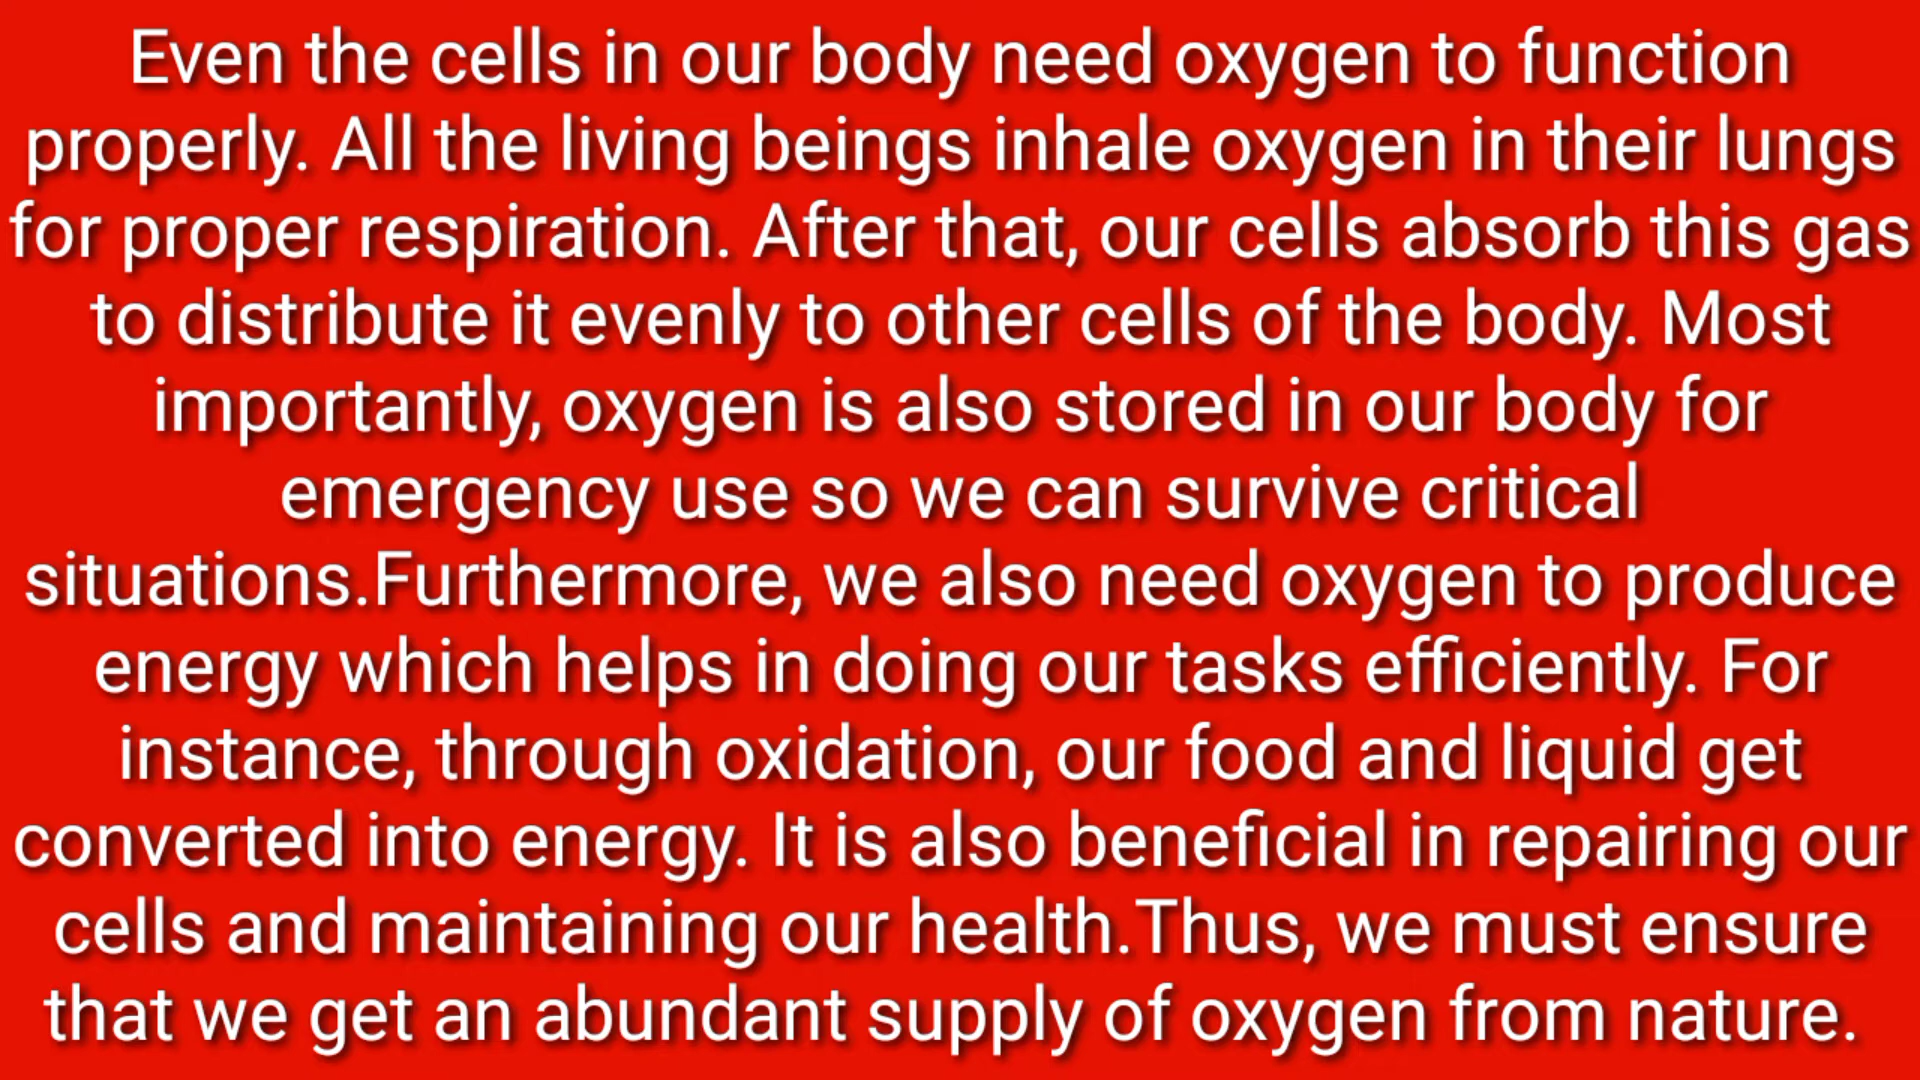 Even the cells in our body need oxygen to function
properly. All the living beings inhale oxygen in their lungs
for proper respiration. After that, our cells absorb this gas
to distribute it evenly to other cells of the body. Most
importantly, oxygen is also stored in our body for
emergency use so we can survive critical
situations.Furthermore, we also need oxygen to produce
energy which helps in doing our tasks efficiently. For
instance, through oxidation, our food and liquid get
converted into energy. It is also beneficial in repairing our
cells and maintaining our health.Thus, we must ensure
that we get an abundant supply of oxygen from nature.